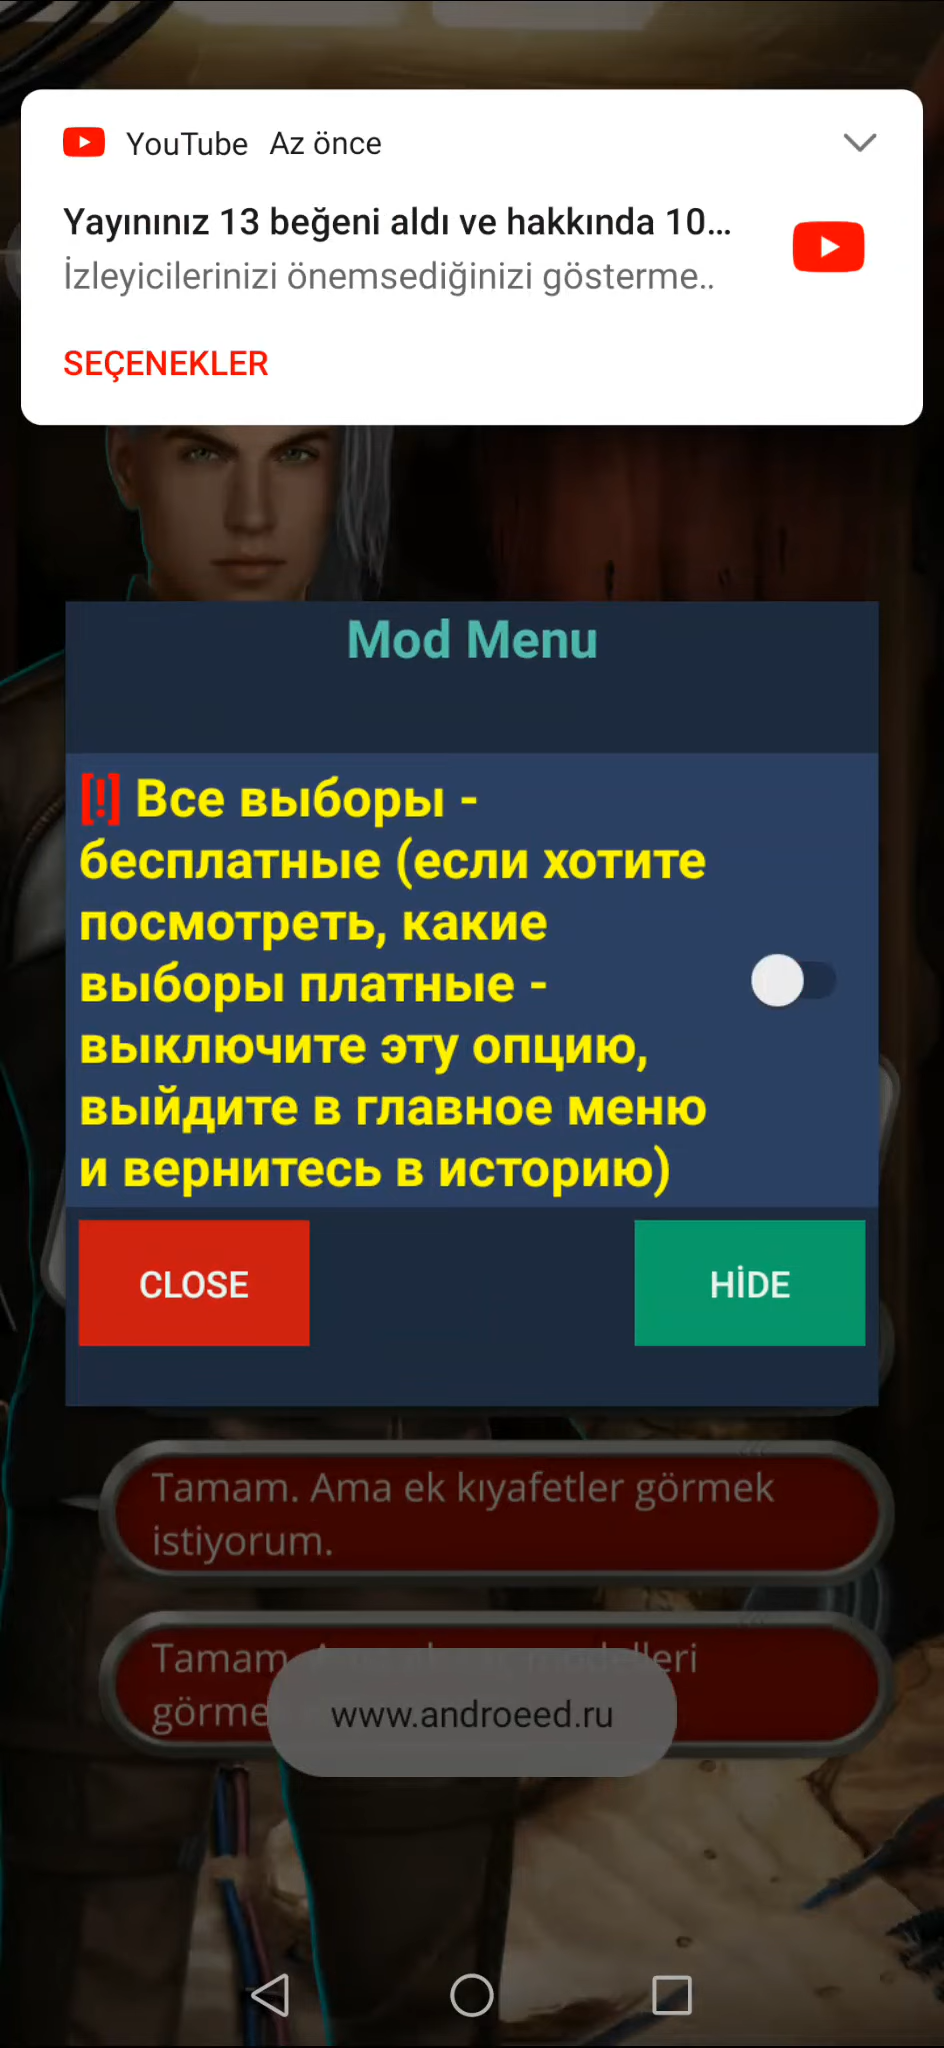 YouTube Az önce
Yayınınız 13 beğeni aldı ve hakkında 10...
İzleyicilerinizi önemsediğinizi gösterme..
SEÇENEKLER
Mod Menu
[!] Все выборы -
бесплатные (если хотите
посмотреть, какие
выборы платные -
выключите эту опцию,
выйдите в главное меню
и вернитесь в историю)
CLOSE
HİDE
Tamam. Ama ek kıyafetler görmek
istiyorum.
Tamam
www.androeed.ru